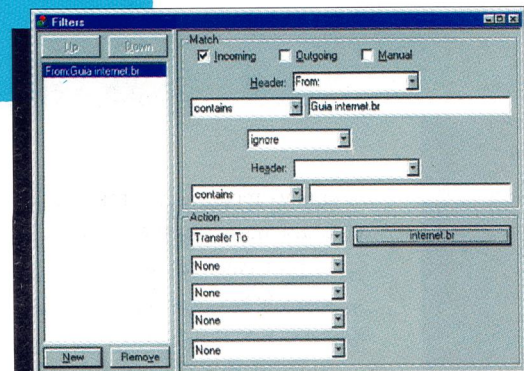 Filters
Up Down
From:Guia internet.br
New Remove
Match
Incoming Outgoing Manual
Header: From:
contains Guia internet.br
ignore
Header:
contains
Action
Transfer To internet.br
None
None
None
None